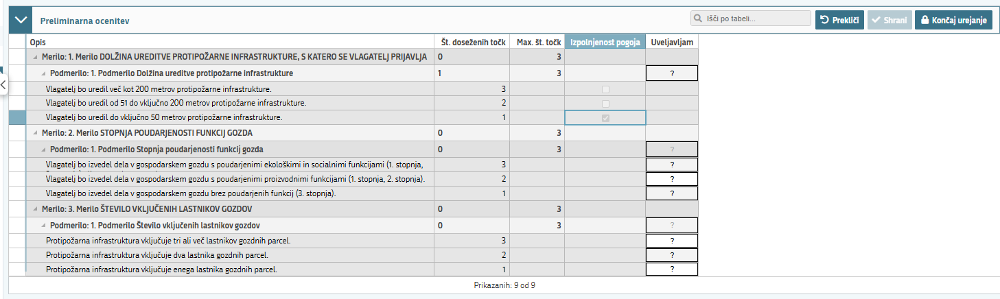 Preliminarna ocenitev
Išči po tabeli...
Prekliči
Shrani
Končaj urejanje
Opis Št. doseženih točk Max. št. točk Izpolnjenost pogoja Uveljavljam
Merilo: 1. Merilo DOLŽINA UREDITVE PROTIPOŽARNE INFRASTRUKTURE, S KATERO SE VLAGATELJ PRIJAVLJA 0 3
Podmerilo: 1. Podmerilo Dolžina ureditve protipožarne infrastrukture 1 3 ?
Vlagatelj bo uredil več kot 200 metrov protipožarne infrastrukture. 3
Vlagatelj bo uredil od 51 do vključno 200 metrov protipožarne infrastrukture. 2
Vlagatelj bo uredil do vključno 50 metrov protipožarne infrastrukture. 1
Merilo: 2. Merilo STOPNJA POUDARJENOSTI FUNKCIJ GOZDA 0 3
Podmerilo: 1. Podmerilo Stopnja poudarjenosti funkcij gozda 0 3 ?
Vlagatelj bo izvedel dela v gospodarskem gozdu s poudarjenimi ekološkimi in socialnimi funkcijami (1. stopnja, 3 ?
Vlagatelj bo izvedel dela v gospodarskem gozdu s poudarjenimi proizvodnimi funkcijami (1. stopnja, 2. stopnja). 2 ?
Vlagatelj bo izvedel dela v gospodarskem gozdu brez poudarjenih funkcij (3. stopnja). 1 ?
Merilo: 3. Merilo ŠTEVILO VKLJUČENIH LASTNIKOV GOZDOV 0 3
Podmerilo: 1. Podmerilo Število vključenih lastnikov gozdov 0 3 ?
Protipožarna infrastruktura vključuje tri ali več lastnikov gozdnih parcel. 3 ?
Protipožarna infrastruktura vključuje dva lastnika gozdnih parcel. 2 ?
Protipožarna infrastruktura vključuje enega lastnika gozdnih parcel. 1 ?
Prikazanih: 9 od 9